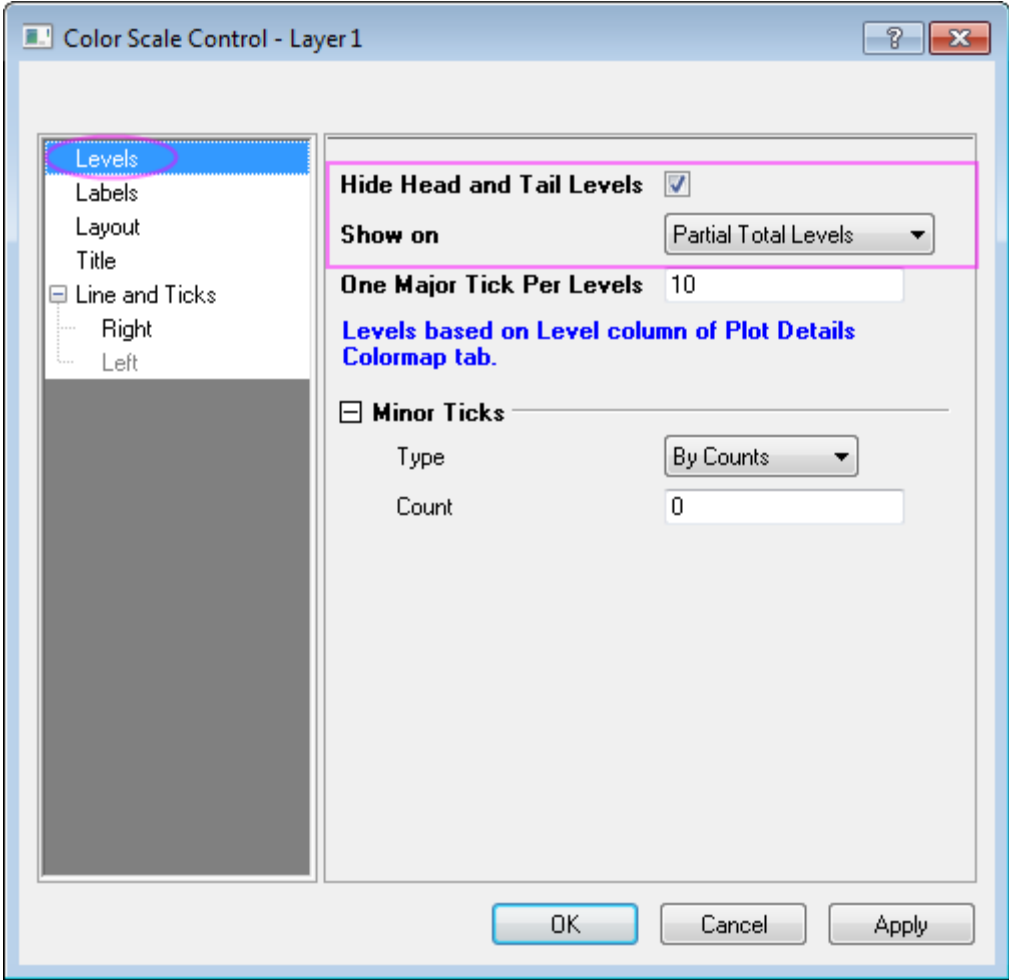 Color Scale Control - Layer 1
?
Levels
Labels
Layout
Title
Line and Ticks
Right
Left
Hide Head and Tail Levels
Show on Partial Total Levels
One Major Tick Per Levels 10
Levels based on Level column of Plot Details
Colormap tab.
Minor Ticks
Type By Counts
Count 0
OK Cancel Apply